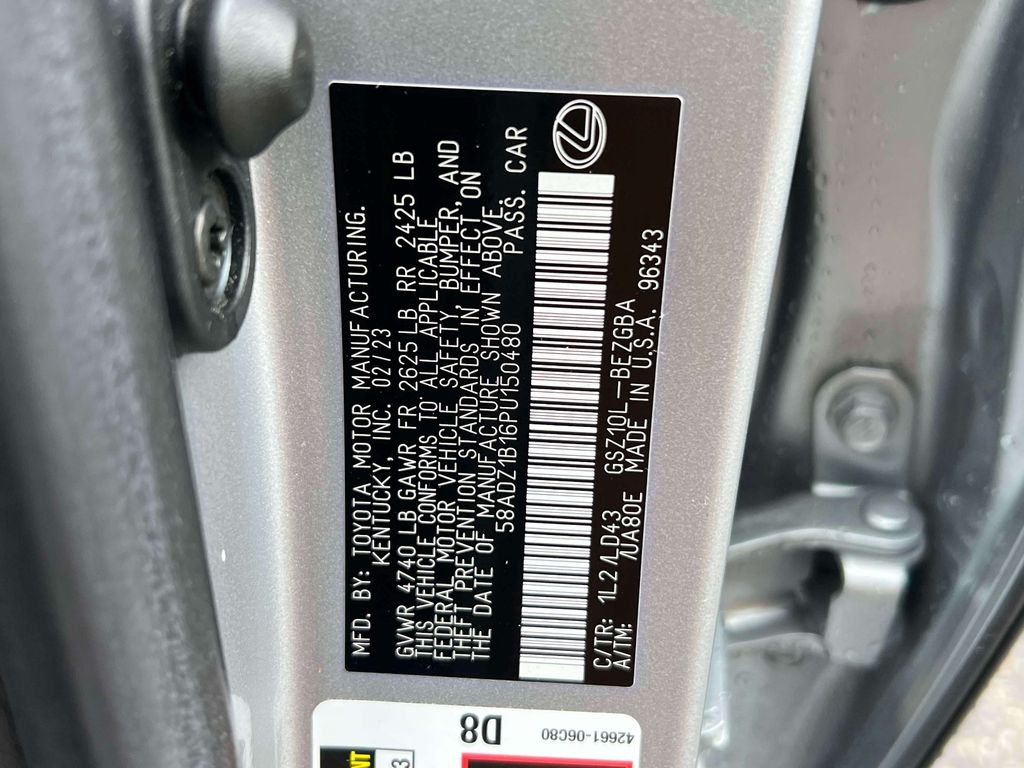 MFD. BY: TOYOTA MOTOR MANUFACTURING.
KENTUCKY, INC. 02/23
GVWR 4740 LB GAWR FR 2625 LB RR 2425 LB
THIS VEHICLE CONFORMS TO ALL APPLICABLE
FEDERAL MOTOR VEHICLE SAFETY, BUMPER, AND
THEFT PREVENTION STANDARDS IN EFFECT ON
THE DATE OF MANUFACTURE SHOWN ABOVE.
58ADZ1B16PU150480 PASS. CAR
C/TR: 1L2/LD43 GSZ10L-BEZGBA
A/TM: /UA80E MADE IN U.S.A. 96343
D8
42661-06C80